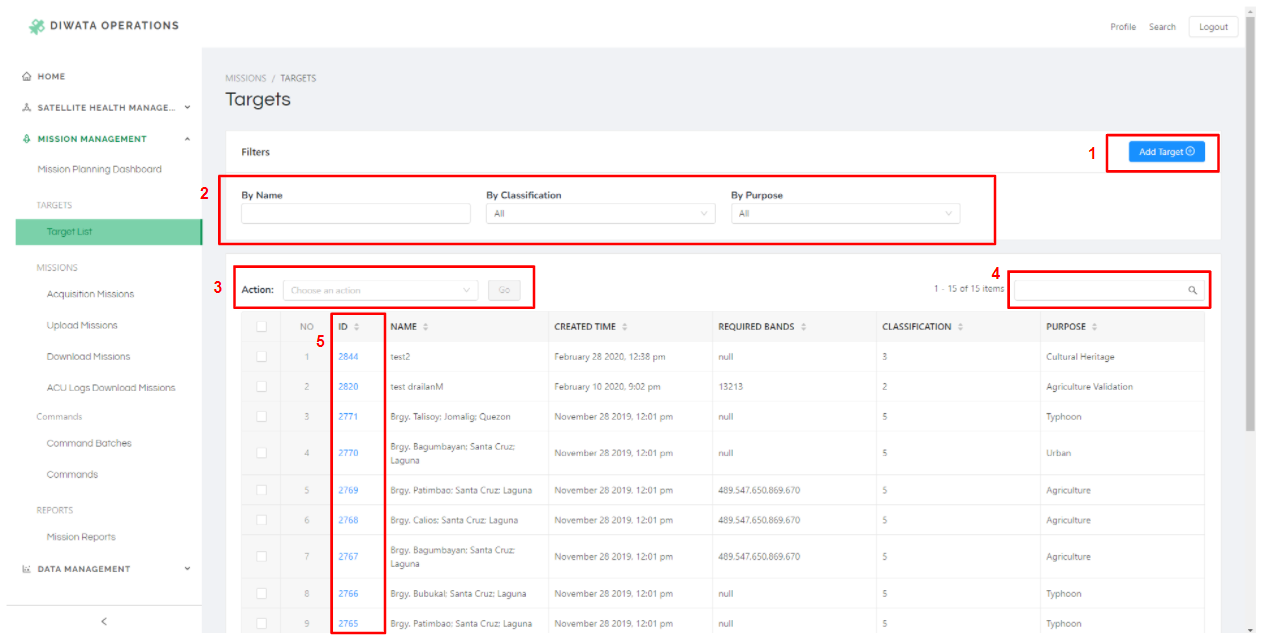 DIWATA OPERATIONS
Profile Search Logout
HOME
SATELLITE HEALTH MANAGE...
MISSION MANAGEMENT
Mission Planning Dashboard
TARGETS
Target List
MISSIONS
Acquisition Missions
Upload Missions
Download Missions
ACU Logs Download Missions
Commands
Command Batches
Commands
REPORTS
Mission Reports
DATA MANAGEMENT
<
MISSIONS / TARGETS
Targets
Filters
1
Add Target
2
By Name By Classification By Purpose
All All
3
Action: Choose an action Go
1 - 15 of 15 items
4
5
NO ID NAME CREATED TIME REQUIRED BANDS CLASSIFICATION PURPOSE
1 2844 test2 February 28 2020, 12:38 pm null 3 Cultural Heritage
2 2820 test drailanM February 10 2020, 9:02 pm 13213 2 Agriculture Validation
3 2771 Brgy. Talisoy; Jomalig; Quezon November 28 2019, 12:01 pm null 5 Typhoon
4 2770 Brgy. Bagumbayan; Santa Cruz; November 28 2019, 12:01 pm null 5 Urban
Laguna
5 2769 Brgy. Patimbao; Santa Cruz; Laguna November 28 2019, 12:01 pm 489.547.650.869.670 5 Agriculture
6 2768 Brgy. Calios; Santa Cruz; Laguna November 28 2019, 12:01 pm 489.547.650.869.670 5 Agriculture
7 2767 Brgy. Bagumbayan; Santa Cruz; November 28 2019, 12:01 pm 489.547.650.869.670 5 Agriculture
Laguna
8 2766 Brgy. Bubukal; Santa Cruz; Laguna November 28 2019, 12:01 pm null 5 Typhoon
9 2765 Brgy. Patimbao; Santa Cruz; Laguna November 28 2019, 12:01 pm null 5 Typhoon